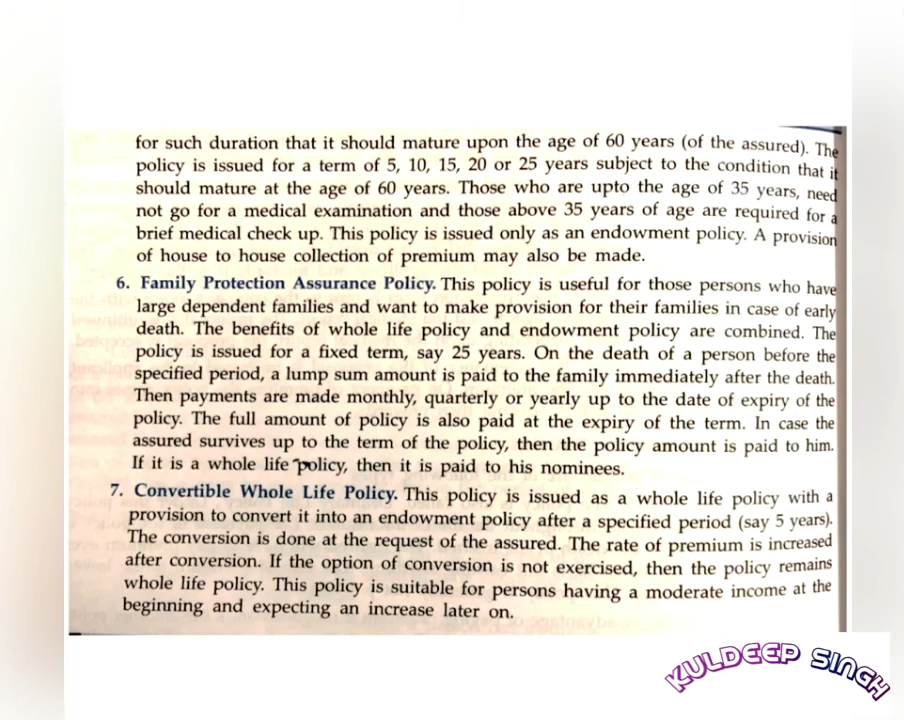 for such duration that it should mature upon the age of 60 years (of the assured). The
policy is issued for a term of 5, 10, 15, 20 or 25 years subject to the condition that it
should mature at the age of 60 years. Those who are upto the age of 35 years, need
not go for a medical examination and those above 35 years of age are required for a
brief medical check up. This policy is issued only as an endowment policy. A provision
of house to house collection of premium may also be made.
6. Family Protection Assurance Policy. This policy is useful for those persons who have
large dependent families and want to make provision for their families in case of early
death. The benefits of whole life policy and endowment policy are combined. The
policy is issued for a fixed term, say 25 years. On the death of a person before the
specified period, a lump sum amount is paid to the family immediately after the death.
Then payments are made monthly, quarterly or yearly up to the date of expiry of the
policy. The full amount of policy is also paid at the expiry of the term. In case the
assured survives up to the term of the policy, then the policy amount is paid to him.
If it is a whole life policy, then it is paid to his nominees.
7. Convertible Whole Life Policy. This policy is issued as a whole life policy with a
provision to convert it into an endowment policy after a specified period (say 5 years).
The conversion is done at the request of the assured. The rate of premium is increased
after conversion. If the option of conversion is not exercised, then the policy remains
whole life policy. This policy is suitable for persons having a moderate income at the
beginning and expecting an increase later on.
KULDEEP SINGH